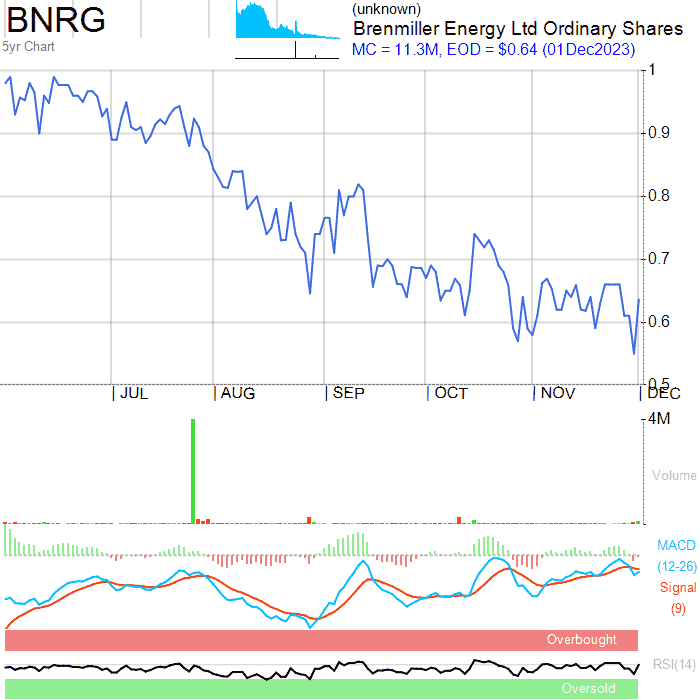 BNRG
5yr Chart
(unknown)
Brenmiller Energy Ltd Ordinary Shares
MC = 11.3M, EOD = $0.64 (01Dec2023)
1
0.9
0.8
0.7
0.6
0.5
JUL AUG SEP OCT NOV DEC
4M
Volume
MACD
(12-26)
Signal
(9)
Overbought
RSI(14)
Oversold